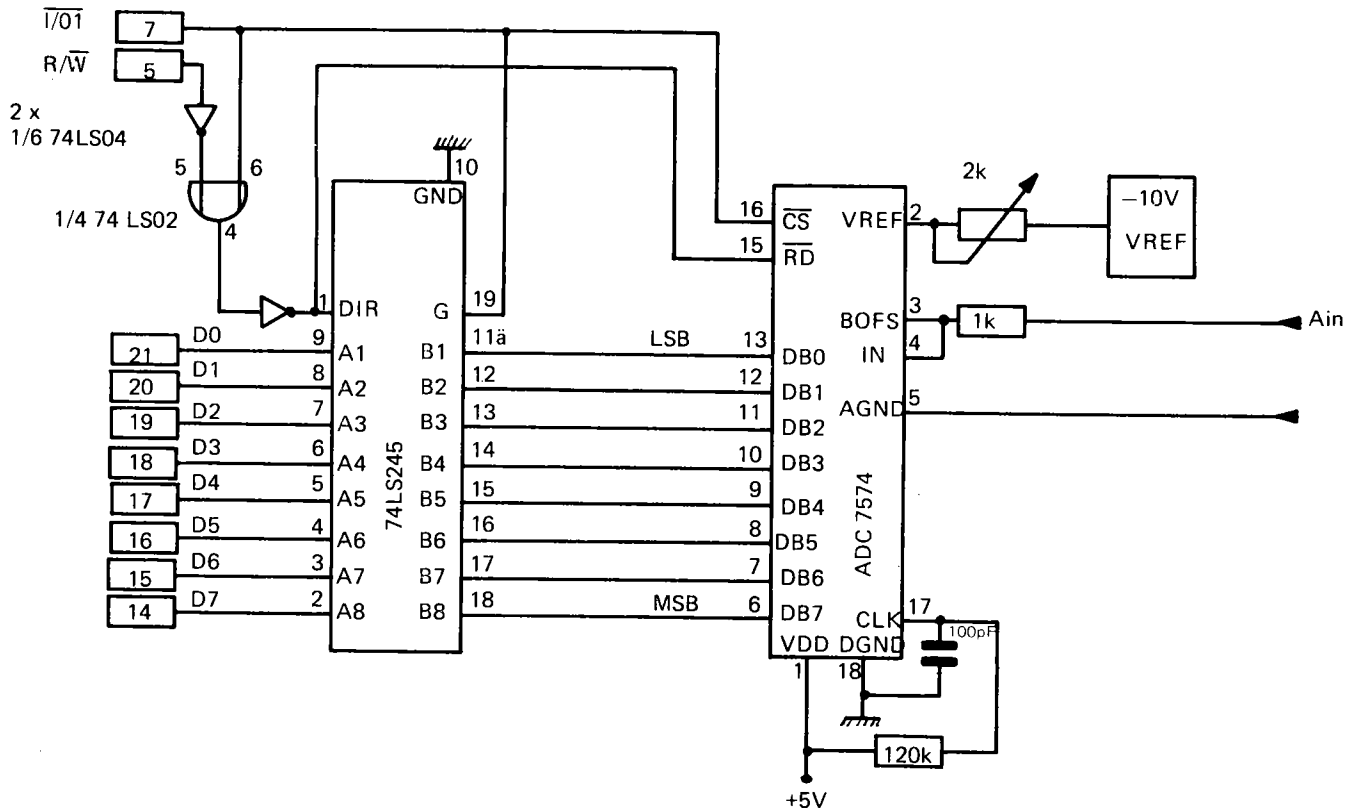 I/01
7
R/W
5
2 x
1/6 74LS04
5
6
1/4 74 LS02
4
10
GND
1
DIR
G
19
D0
21
9
A1
B1
11ä
LSB
13
DB0
D1
20
8
A2
B2
12
12
DB1
D2
19
7
A3
B3
13
11
DB2
D3
18
6
A4
B4
14
10
DB3
D4
17
5
A5
B5
15
9
DB4
D5
16
4
A6
B6
16
8
DB5
D6
15
3
A7
B7
17
7
DB6
D7
14
2
A8
B8
18
MSB
6
DB7
74LS245
16
CS
15
RD
VREF
2
2k
−10V
VREF
BOFS
3
1k
Ain
IN
4
AGND
5
ADC 7574
CLK
17
100pF
VDD
DGND
1
18
120k
+5V